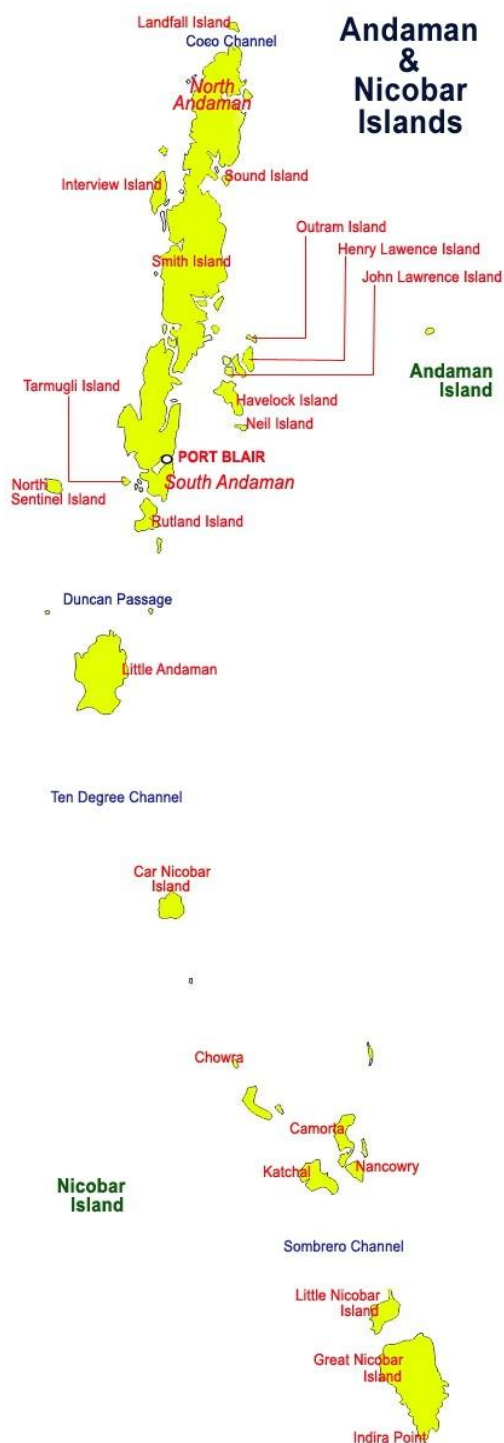 Landfall Island
Coco Channel
Andaman
&
Nicobar
Islands
North
Andaman
Interview Island
Sound Island
Outram Island
Henry Lawence Island
John Lawrence Island
Smith Island
Andaman
Island
Tarmugli Island
Havelock Island
Neil Island
PORT BLAIR
North
Sentinel Island
South Andaman
Rutland Island
Duncan Passage
Little Andaman
Ten Degree Channel
Car Nicobar
Island
Chowra
Camorta
Katchal
Nancowry
Nicobar
Island
Sombrero Channel
Little Nicobar
Island
Great Nicobar
Island
Indira Point